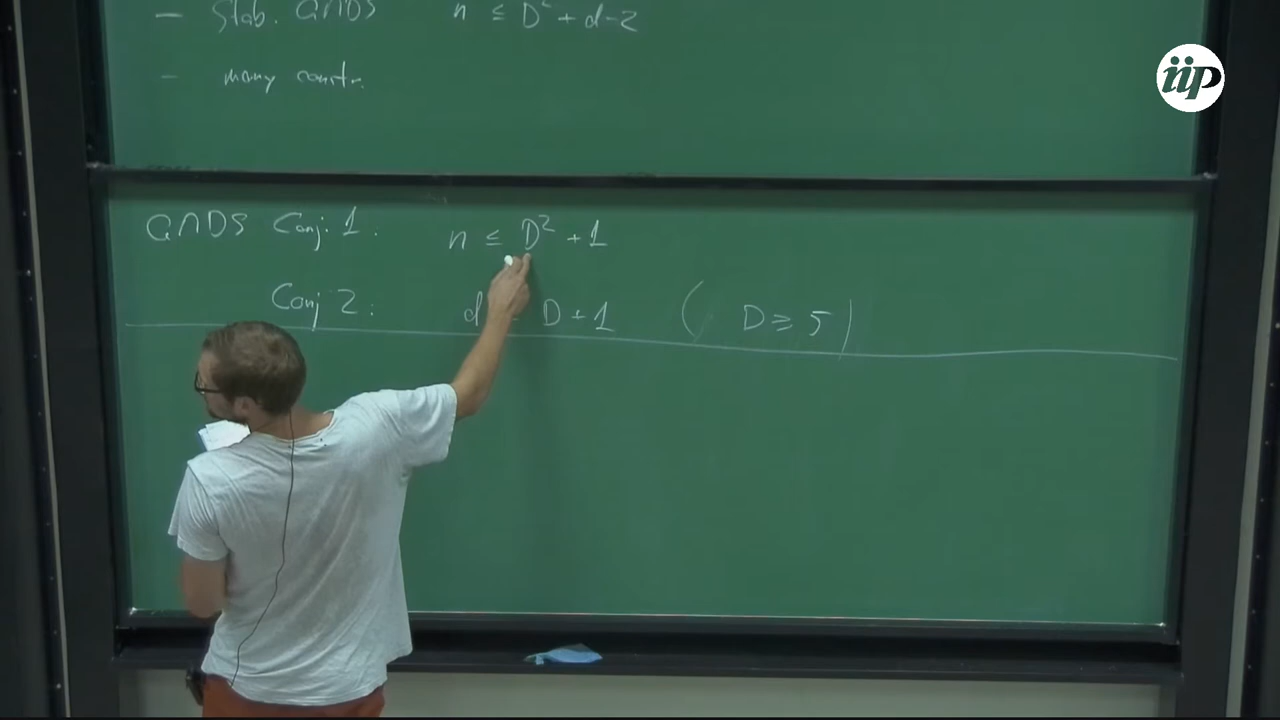 — Stab. QMDS n ≤ D² + d-2
- many constr.
QMDS Conj. 1. n ≤ D² + 1
Conj 2: d D + 1 ( D ≥ 5 )
iip